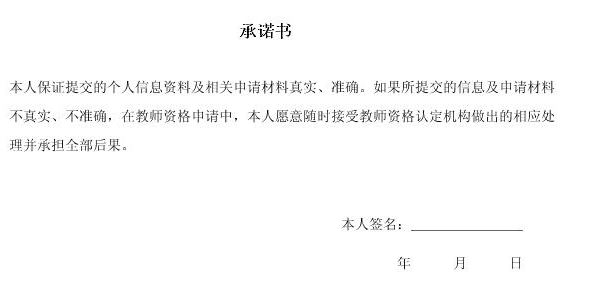 承诺书
本人保证提交的个人信息资料及相关申请材料真实、准确。如果所提交的信息及申请材料
不真实、不准确，在教师资格申请中，本人愿意随时接受教师资格认定机构做出的相应处
理并承担全部后果。
本人签名：________________
年 月 日